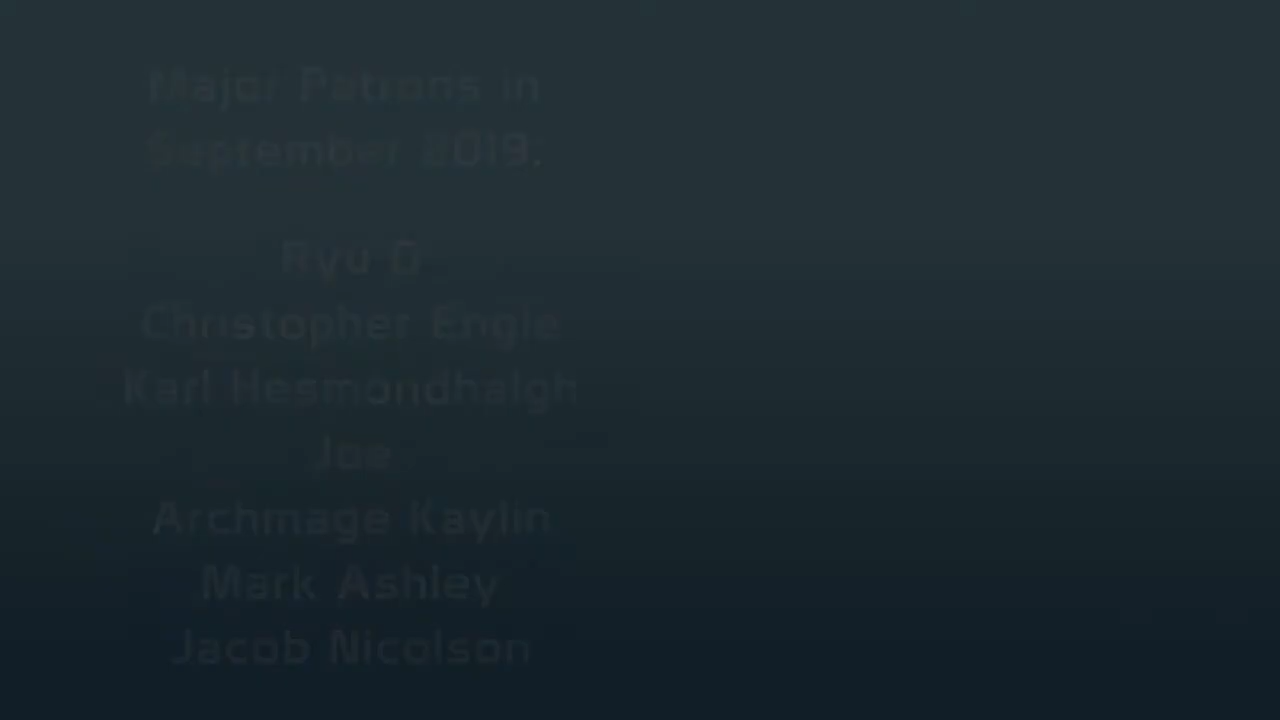 Major Patrons in
September 2019:
Ryu G
Christopher Engle
Karl Hesmondhalgh
Joe
Archmage Kaylin
Mark Ashley
Jacob Nicolson